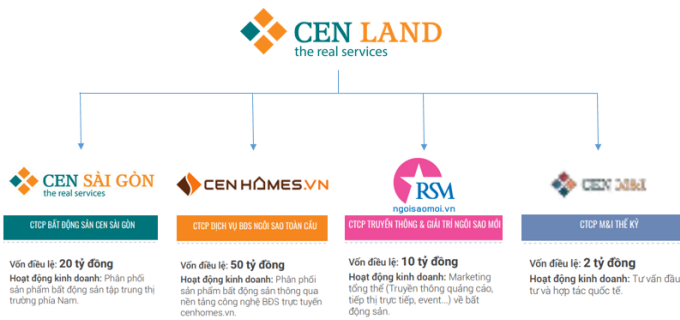 CEN LAND
the real services
CEN SÀI GÒN
the real services
CTCP BẤT ĐỘNG SẢN CEN SÀI GÒN
Vốn điều lệ: 20 tỷ đồng
Hoạt động kinh doanh: Phân phối
sản phẩm bất động sản tập trung thị
trường phía Nam.
CENHOMES.VN
CTCP DỊCH VỤ BĐS NGÔI SAO TOÀN CẦU
Vốn điều lệ: 50 tỷ đồng
Hoạt động kinh doanh: Phân phối
sản phẩm bất động sản thông qua
nền tảng công nghệ BĐS trực tuyến
cenhomes.vn.
RSM
ngoisaomoi.vn
CTCP TRUYỀN THÔNG & GIẢI TRÍ NGÔI SAO MỚI
Vốn điều lệ: 10 tỷ đồng
Hoạt động kinh doanh: Marketing
tổng thể (Truyền thông quảng cáo,
tiếp thị trực tiếp, event...) về bất
động sản.
CEN M&I
CTCP M&I THẾ KỶ
Vốn điều lệ: 2 tỷ đồng
Hoạt động kinh doanh: Tư vấn đầu
tư và hợp tác quốc tế.